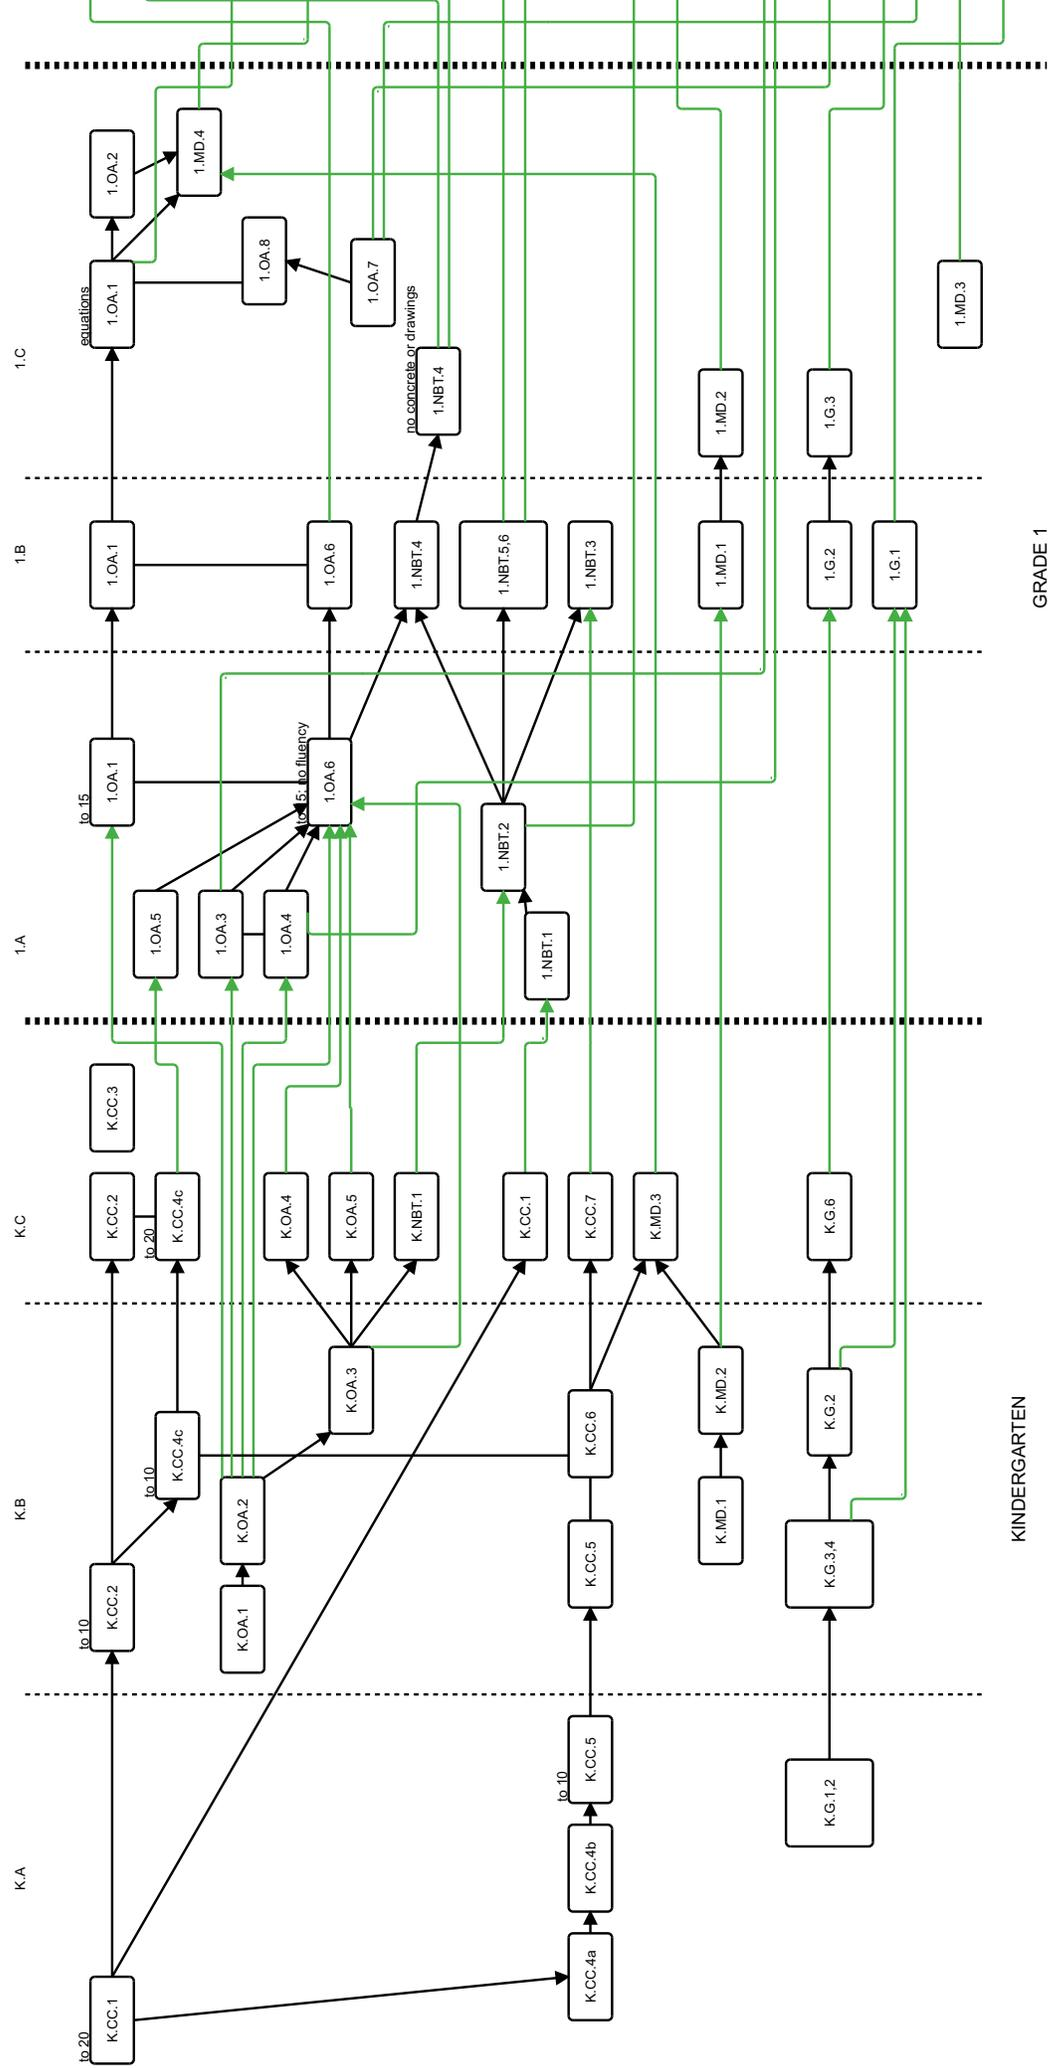 K.A
K.B
K.C
1.A
1.B
1.C
to 20
to 10
to 15
equations
K.CC.1
K.CC.2
K.CC.2
K.CC.3
1.OA.1
1.OA.1
1.OA.1
1.OA.2
to 10
to 20
1.OA.5
K.CC.4c
K.CC.4c
1.MD.4
1.OA.3
K.OA.1
K.OA.2
1.OA.8
K.OA.4
1.OA.4
to 15; no fluency
1.OA.6
1.OA.6
K.OA.3
K.OA.5
1.OA.7
no concrete or drawings
K.NBT.1
1.NBT.4
1.NBT.4
1.NBT.2
1.NBT.5,6
K.CC.1
1.NBT.1
to 10
K.CC.4a
K.CC.4b
K.CC.5
K.CC.5
K.CC.6
K.CC.7
1.NBT.3
K.MD.3
K.MD.1
K.MD.2
1.MD.1
1.MD.2
K.G.1,2
K.G.3,4
K.G.2
K.G.6
1.G.2
1.G.3
1.G.1
1.MD.3
KINDERGARTEN
GRADE 1